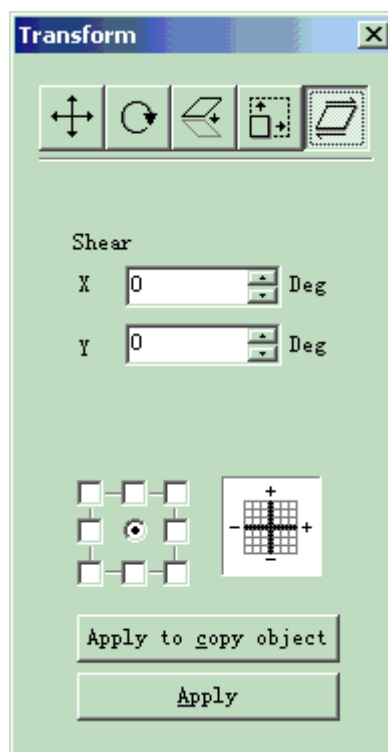 Transform
Shear
X 0 Deg
Y 0 Deg
+
- +
-
Apply to copy object
Apply